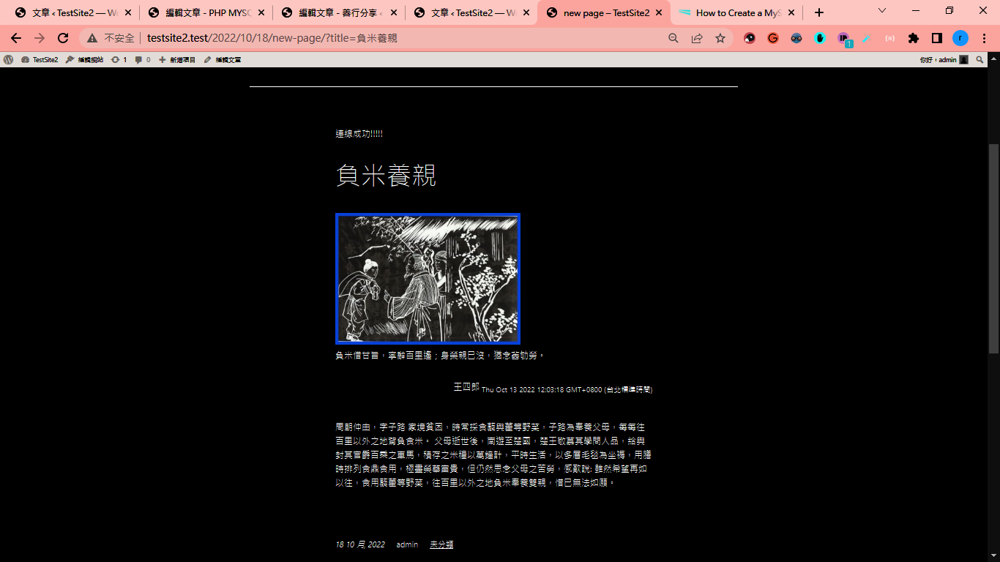 文章 ‹ TestSite2 — Wo
編輯文章 - PHP MYSQ
編輯文章 - 善行分享 ‹
文章 ‹ TestSite2 — Wo
new page – TestSite2
How to Create a MyS
不安全
testsite2.test/2022/10/18/new-page/?title=負米養親
1
r
TestSite2
編輯網站
1
0
新增項目
編輯文章
你好,admin
連線成功!!!!!
負米養親
負米借甘旨，寧辭百里遙；身榮親已沒，猶念舊劬勞。
王四郎 Thu Oct 13 2022 12:03:18 GMT+0800 (台北標準時間)
周朝仲由，字子路 家境貧困，時常採食藜與藿等野菜，子路為奉養父母，每每往
百里以外之地背負食米。 父母逝世後，南遊至楚國，楚王敬慕其學問人品，給與
封其官爵百乘之車馬，積存之米糧以萬鐘計，平時生活，以多層毛毯為坐褥，用膳
時排列食鼎食用，極盡榮華富貴，但仍然思念父母之苦勞，感歎說: 雖然希望再如
以往，食用藜藿等野菜，往百里以外之地負米奉養雙親，惜已無法如願。
18 10 月, 2022
admin
未分類